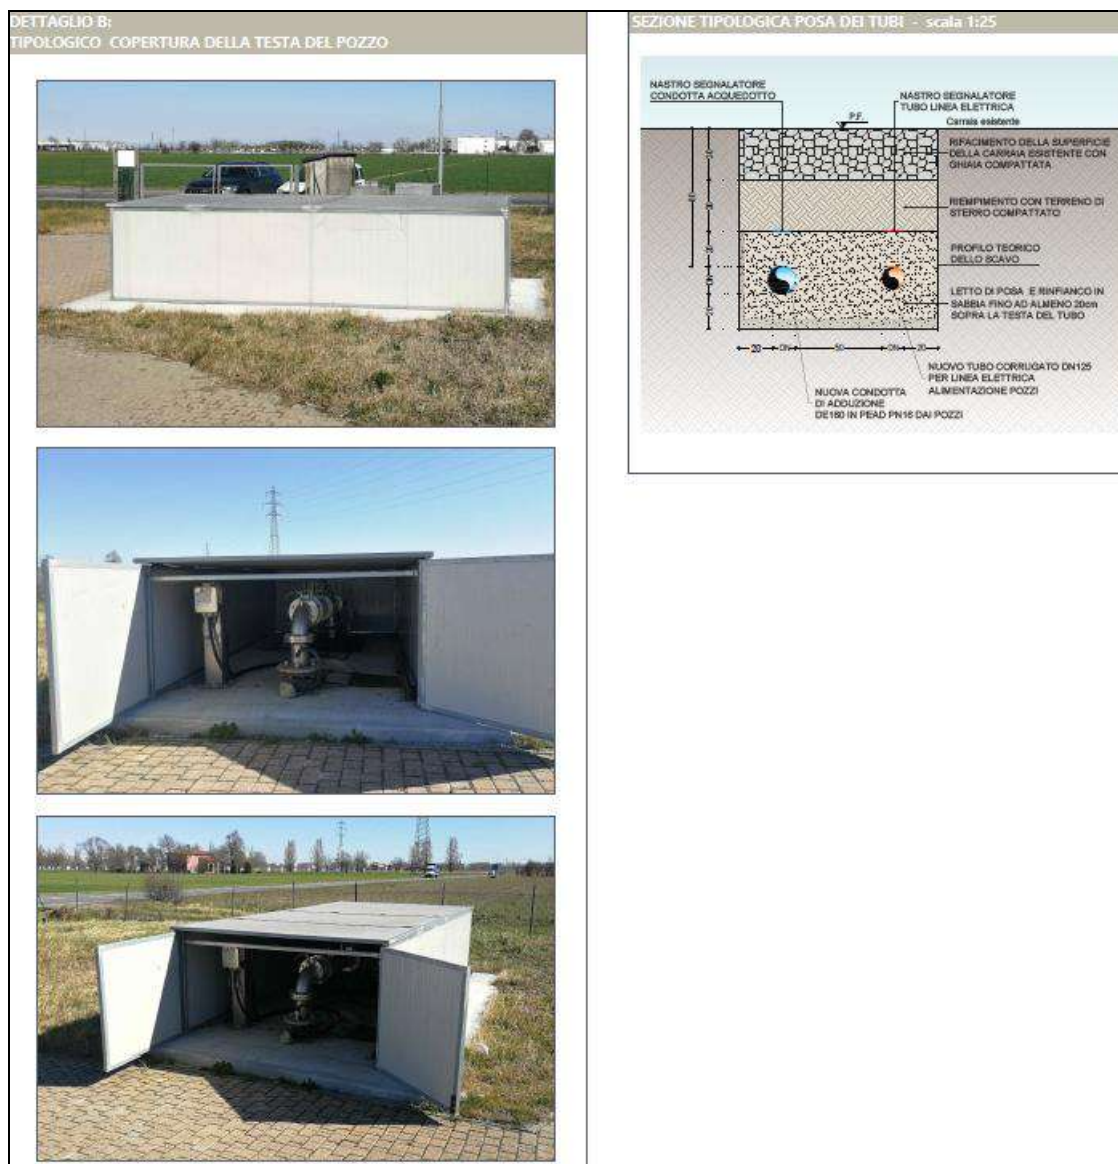 DETTAGLIO B:
TIPOLOGICO COPERTURA DELLA TESTA DEL POZZO
SEZIONE TIPOLOGICA POSA DEI TUBI - scala 1:25
NASTRO SEGNALATORE
CONDOTTA ACQUEDOTTO
NASTRO SEGNALATORE
TUBO LINEA ELETTRICA
P.F.
Carraia esistente
RIFACIMENTO DELLA SUPERFICIE
DELLA CARRAIA ESISTENTE CON
GHIAIA COMPATTATA
RIEMPIMENTO CON TERRENO DI
STERRO COMPATTATO
PROFILO TEORICO
DELLO SCAVO
LETTO DI POSA E RINFIANCO IN
SABBIA FINO AD ALMENO 20cm
SOPRA LA TESTA DEL TUBO
20 DN 50 DN 20
NUOVO TUBO CORRUGATO DN125
PER LINEA ELETTRICA
ALIMENTAZIONE POZZI
NUOVA CONDOTTA
DI ADDUZIONE
IN PEAD PN16 DAI POZZI